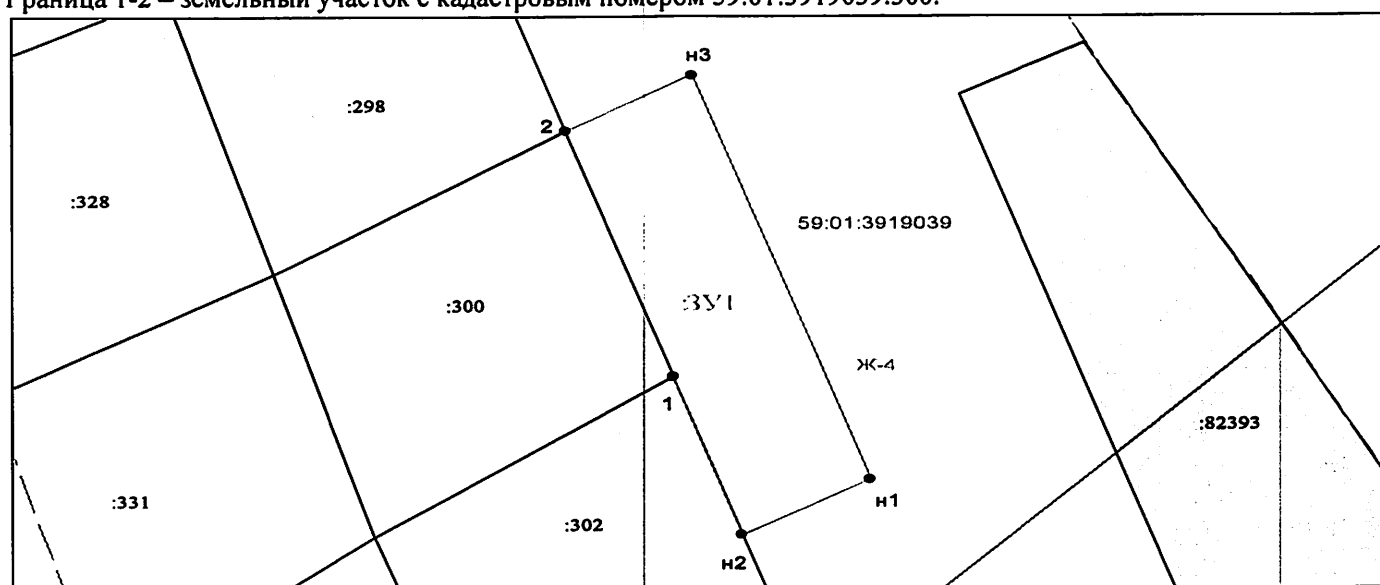 Граница 1-2 – земельный участок с кадастровым номером 59:01:3919039:300.
н3
:298
2
:328
59:01:3919039
:300
:ЗУ1
Ж-4
1
:82393
н1
:331
:302
н2